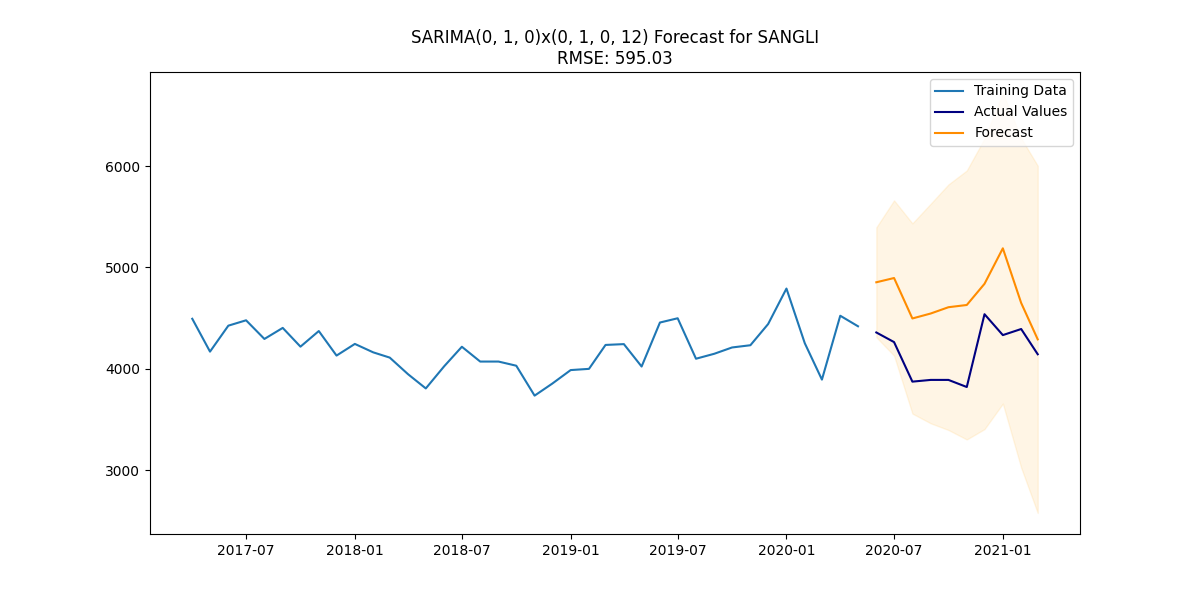 SARIMA(0, 1, 0)x(0, 1, 0, 12) Forecast for SANGLI
RMSE: 595.03
Training Data
Actual Values
Forecast
6000
5000
4000
3000
2017-07 2018-01 2018-07 2019-01 2019-07 2020-01 2020-07 2021-01